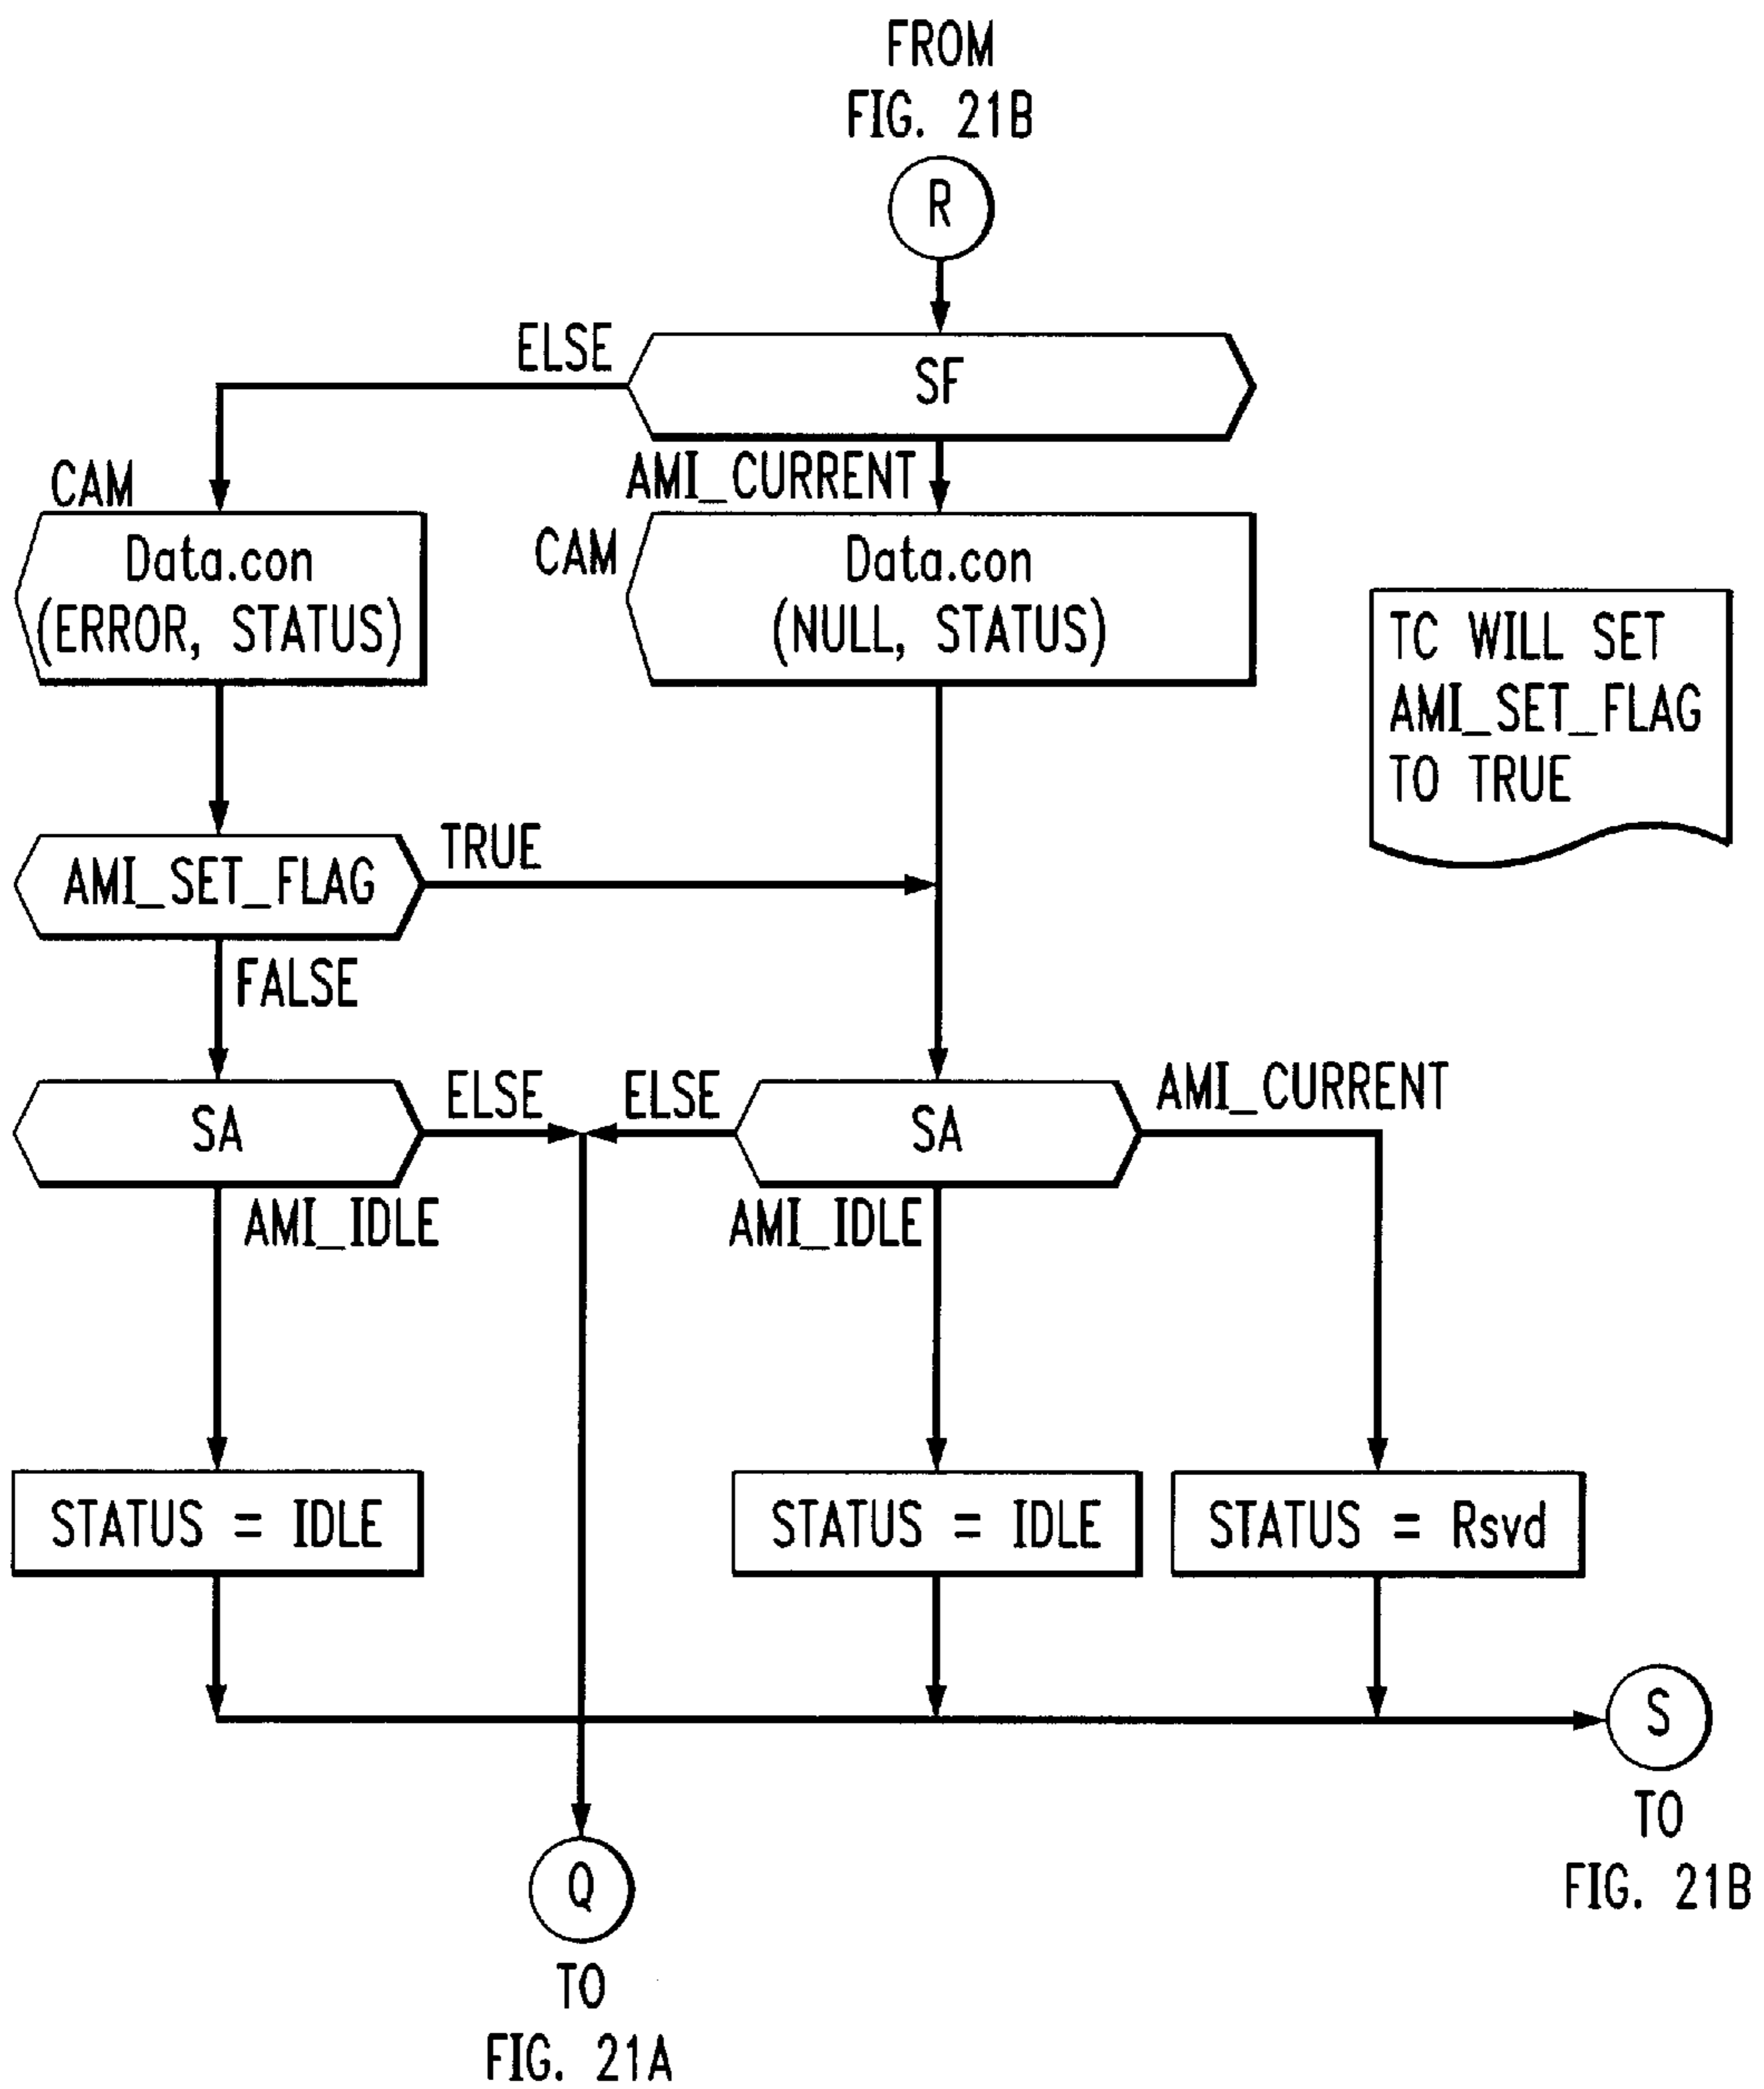 FROM
FIG. 21B
R
ELSE
SF
CAM
AMI_CURRENT
Data.con
(ERROR, STATUS)
CAM
Data.con
(NULL, STATUS)
TC WILL SET
AMI_SET_FLAG
TO TRUE
AMI_SET_FLAG
TRUE
FALSE
SA
ELSE
ELSE
SA
AMI_CURRENT
AMI_IDLE
AMI_IDLE
STATUS = IDLE
STATUS = IDLE
STATUS = Rsvd
S
TO
FIG. 21B
Q
TO
FIG. 21A